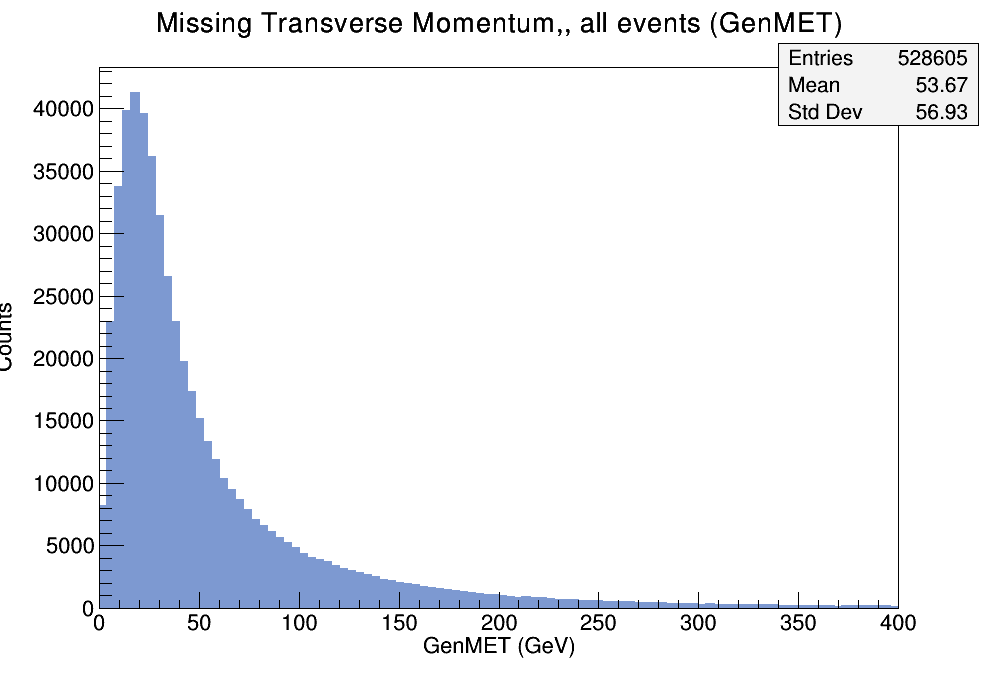 Missing Transverse Momentum,, all events (GenMET)
Entries 528605
Mean 53.67
Std Dev 56.93
40000
35000
30000
25000
20000
15000
10000
5000
0
Counts
0 50 100 150 200 250 300 350 400
GenMET (GeV)